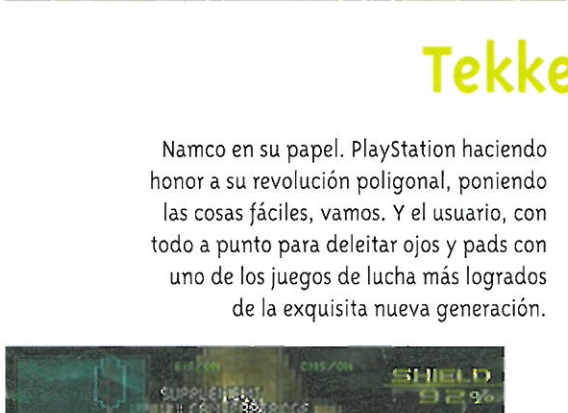 Tekke
Namco en su papel. PlayStation haciendo
honor a su revolución poligonal, poniendo
las cosas fáciles, vamos. Y el usuario, con
todo a punto para deleitar ojos y pads con
uno de los juegos de lucha más logrados
de la exquisita nueva generación.
SHIELD
92%
SUPPLEMENT